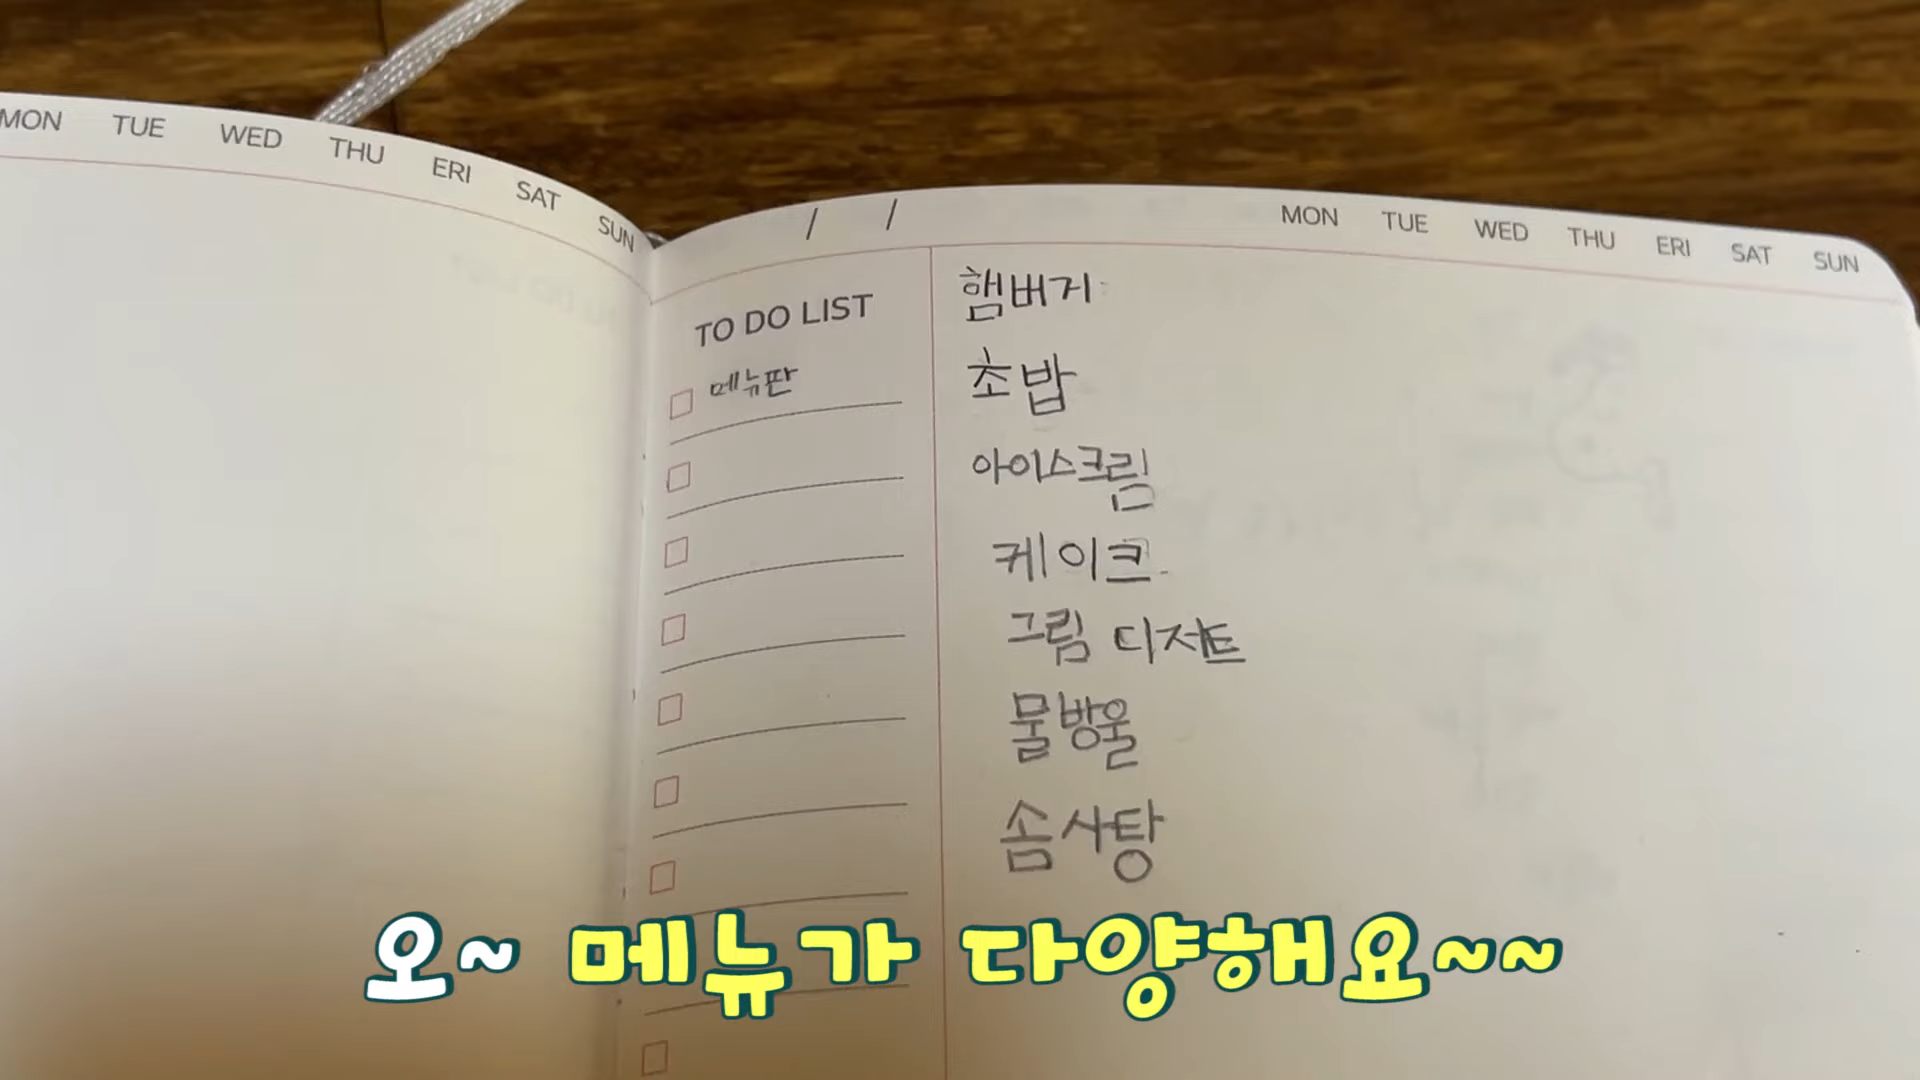 MON TUE WED THU ERI SAT SUN
/ / MON TUE WED THU ERI SAT SUN
TO DO LIST
메뉴판
햄버거
초밥
아이스크림
케이크
그림 디저트
물방울
솜사탕
오~ 메뉴가 다양해요~~